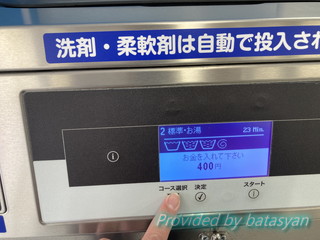 洗剤・柔軟剤は自動で投入され
2 標準・お湯 23 min.
お金を入れて下さい
400円
コース選択 決定 スタート
Provided by batasyan